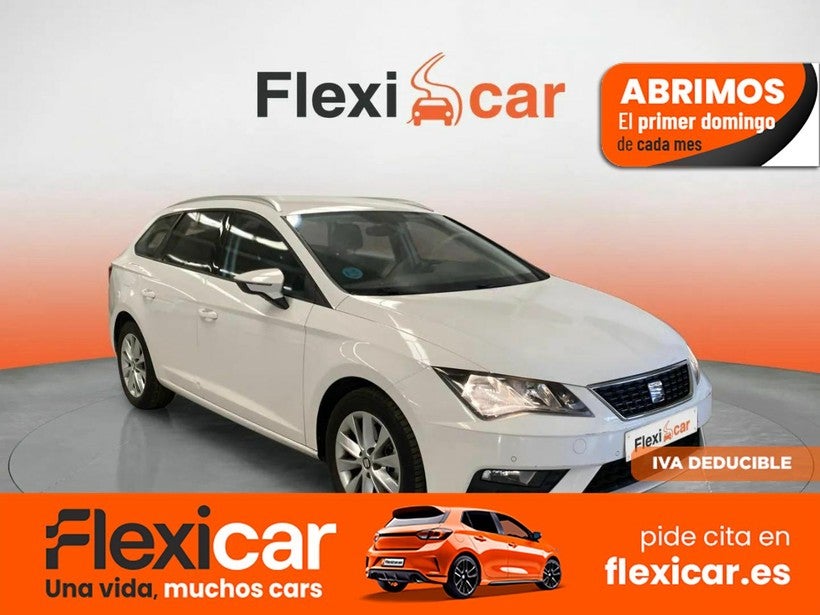 Flexicar
ABRIMOS
El primer domingo
de cada mes
Flexicar
IVA DEDUCIBLE
Flexicar
Una vida, muchos cars
pide cita en
flexicar.es